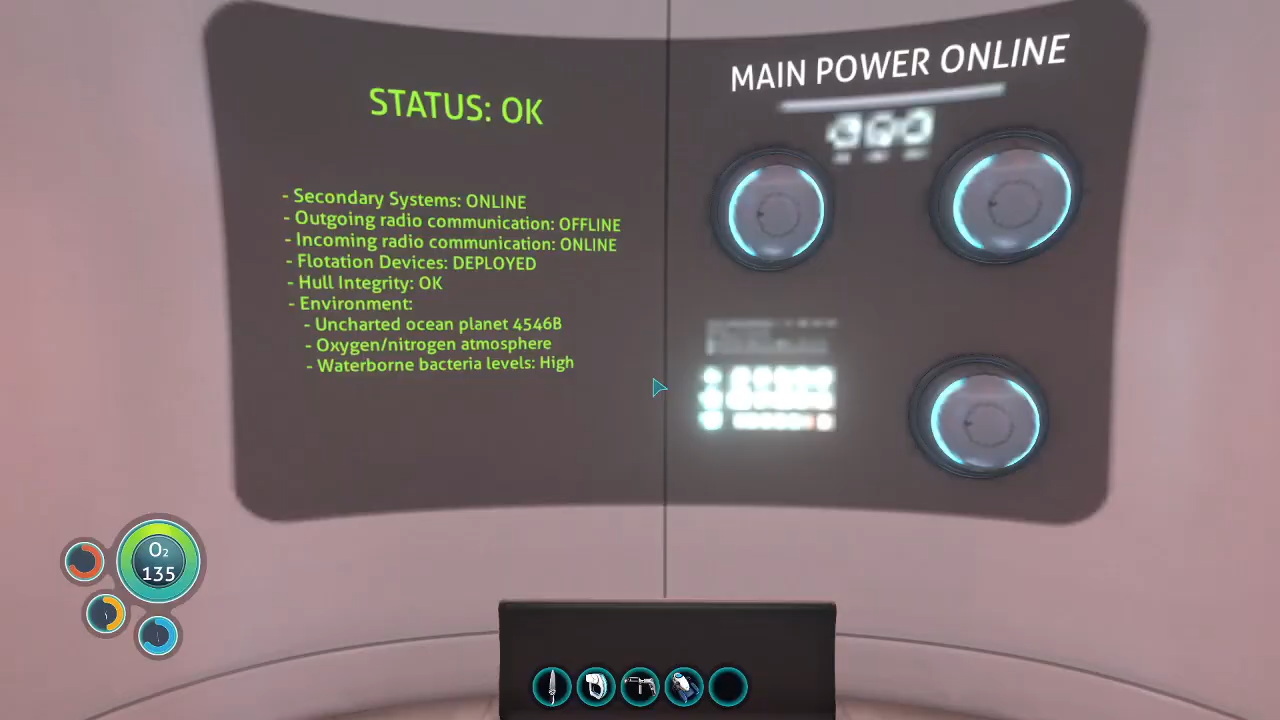 STATUS: OK
- Secondary Systems: ONLINE
- Outgoing radio communication: OFFLINE
- Incoming radio communication: ONLINE
- Flotation Devices: DEPLOYED
- Hull Integrity: OK
- Environment:
- Uncharted ocean planet 4546B
- Oxygen/nitrogen atmosphere
- Waterborne bacteria levels: High
MAIN POWER ONLINE
O₂
135